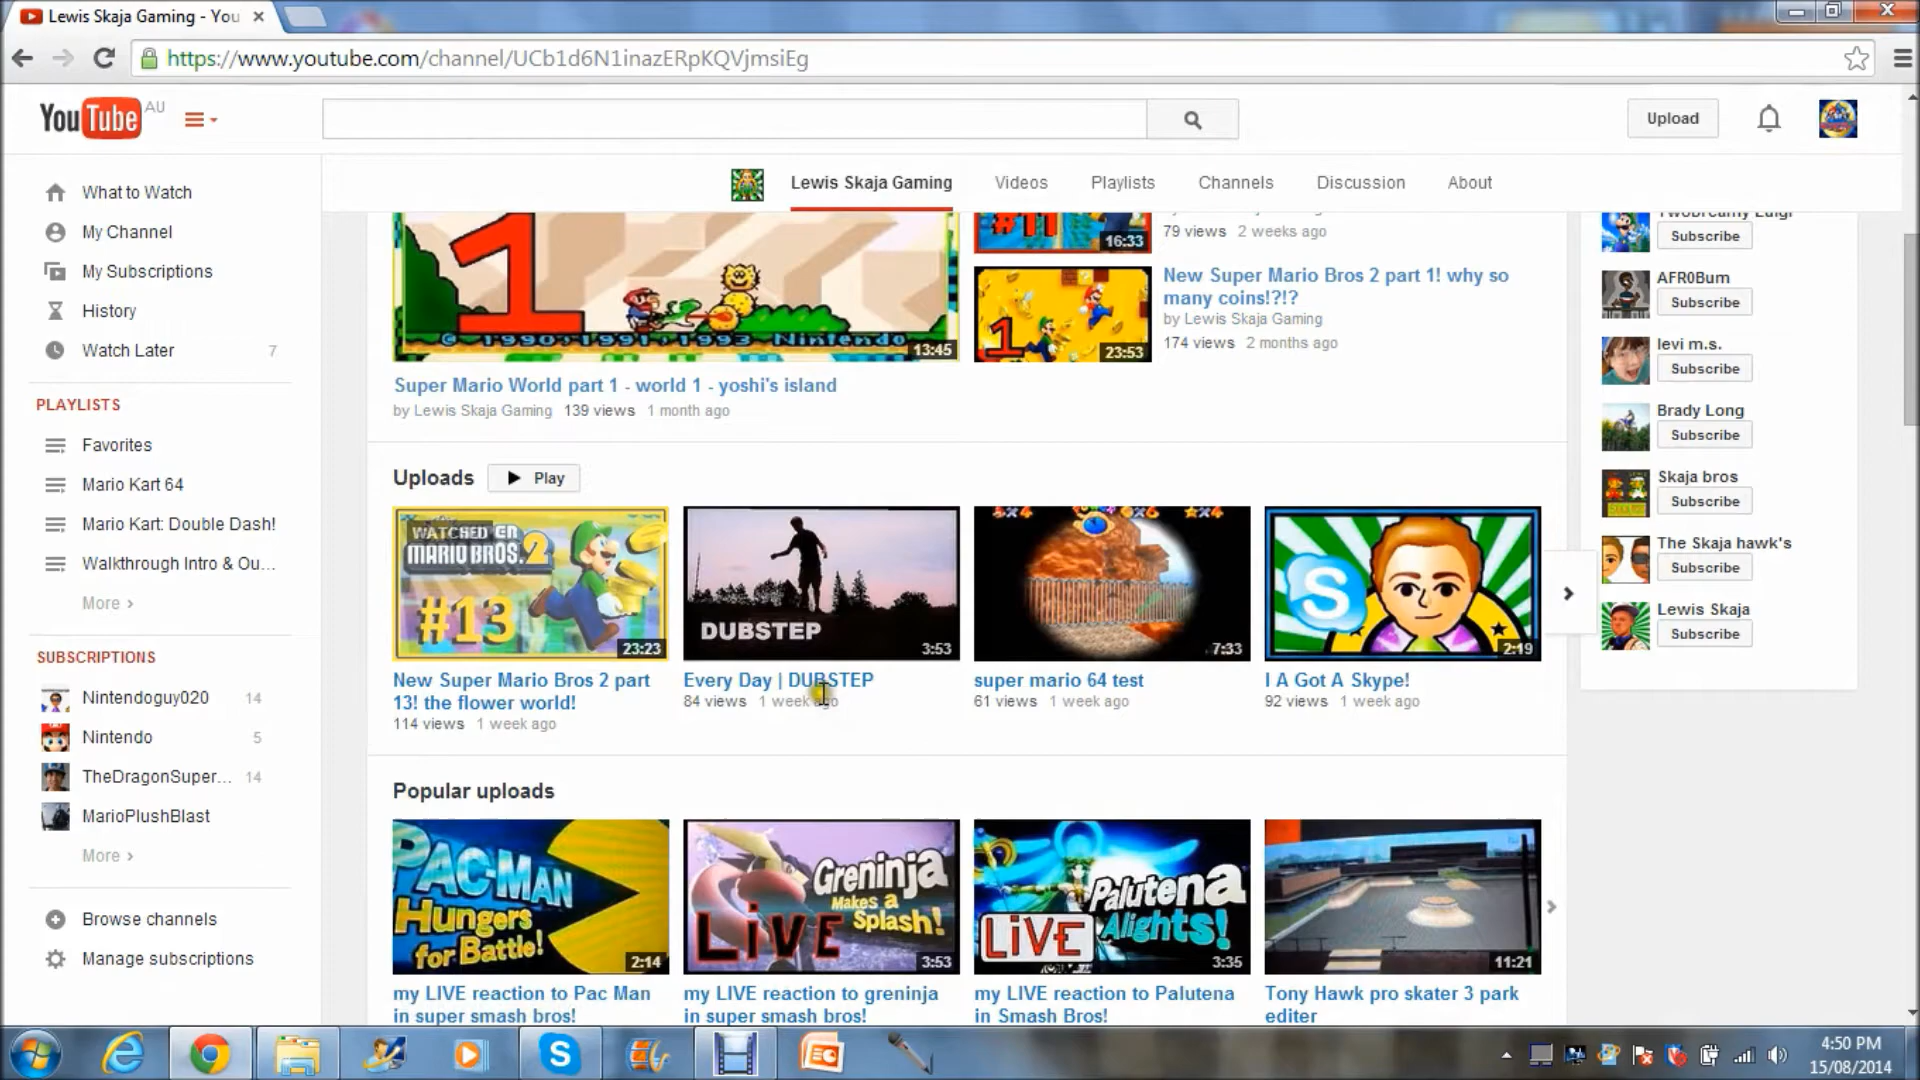 Lewis Skaja Gaming - You
https://www.youtube.com/channel/UCb1d6N1inazERpKQVjmsiEg
YouTube AU
Upload
Lewis Skaja Gaming Videos Playlists Channels Discussion About
What to Watch
My Channel
My Subscriptions
History
Watch Later 7
PLAYLISTS
Favorites
Mario Kart 64
Mario Kart: Double Dash!
Walkthrough Intro & Ou...
More
SUBSCRIPTIONS
Nintendoguy020 14
Nintendo 5
TheDragonSuper... 14
MarioPlushBlast
More
Browse channels
Manage subscriptions
1
© 1990,1991,1993 Nintendo
13:45
Super Mario World part 1 - world 1 - yoshi's island
by Lewis Skaja Gaming 139 views 1 month ago
#11
16:33
79 views 2 weeks ago
1
23:53
New Super Mario Bros 2 part 1! why so
many coins!?!?
by Lewis Skaja Gaming
174 views 2 months ago
Uploads Play
MARIO BROS. 2
#13
23:23
New Super Mario Bros 2 part
13! the flower world!
114 views 1 week ago
DUBSTEP
3:53
Every Day | DUBSTEP
84 views 1 week ago
7:33
super mario 64 test
61 views 1 week ago
S
2:19
I A Got A Skype!
92 views 1 week ago
Popular uploads
PAC-MAN
Hungers
for Battle!
2:14
my LIVE reaction to Pac Man
in super smash bros!
Greninja
Makes a
Splash!
LIVE
3:53
my LIVE reaction to greninja
in super smash bros!
Palutena
Alights!
LIVE
3:35
my LIVE reaction to Palutena
in Smash Bros!
11:21
Tony Hawk pro skater 3 park
editer
Subscribe
AFR0Bum
Subscribe
levi m.s.
Subscribe
Brady Long
Subscribe
Skaja bros
Subscribe
The Skaja hawk's
Subscribe
Lewis Skaja
Subscribe
4:50 PM
15/08/2014